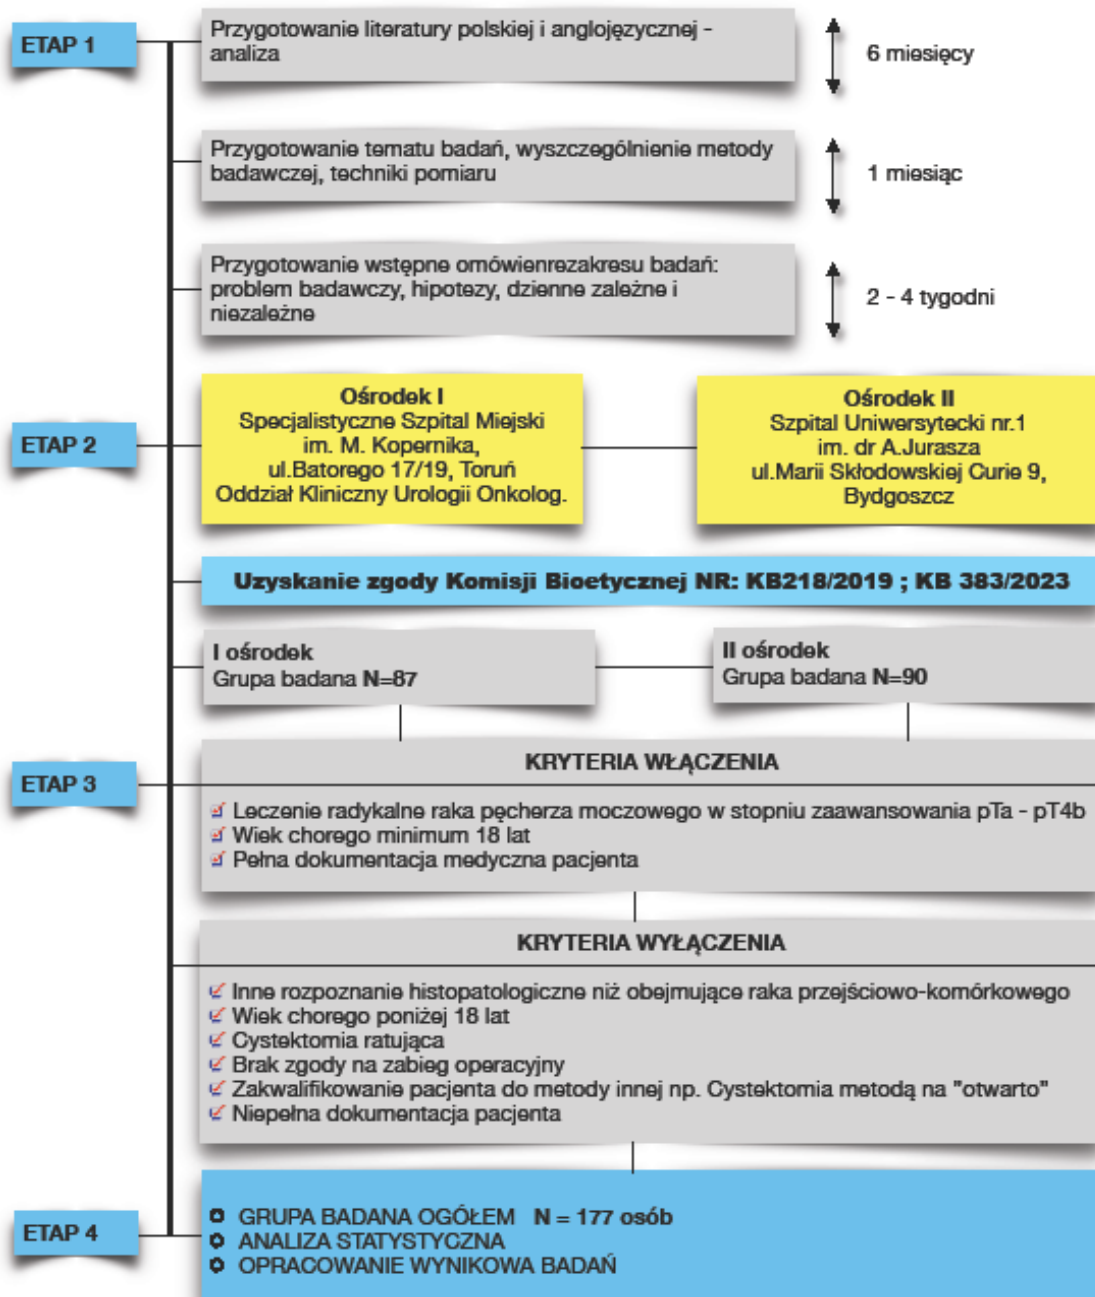 ETAP 1
Przygotowanie literatury polskiej i anglojęzycznej -
analiza
6 miesięcy
Przygotowanie tematu badań, wyszczególnienie metody
badawczej, techniki pomiaru
1 miesiąc
Przygotowanie wstępne omówienrezakresu badań:
problem badawczy, hipotezy, dzienne zależne i
niezależne
2 - 4 tygodni
ETAP 2
Ośrodek I
Specjalistyczne Szpital Miejski
im. M. Kopernika,
ul.Batorego 17/19, Toruń
Oddział Kliniczny Urologii Onkolog.
Ośrodek II
Szpital Uniwersytecki nr.1
im. dr A.Jurasza
ul.Marii Skłodowskiej Curie 9,
Bydgoszcz
Uzyskanie zgody Komisji Bioetycznej NR: KB218/2019 ; KB 383/2023
I ośrodek
Grupa badana N=87
II ośrodek
Grupa badana N=90
ETAP 3
KRYTERIA WŁĄCZENIA
Leczenie radykalne raka pęcherza moczowego w stopniu zaawansowania pTa - pT4b
Wiek chorego minimum 18 lat
Pełna dokumentacja medyczna pacjenta
KRYTERIA WYŁĄCZENIA
Inne rozpoznanie histopatologiczne niż obejmujące raka przejściowo-komórkowego
Wiek chorego poniżej 18 lat
Cystektomia ratująca
Brak zgody na zabieg operacyjny
Zakwalifikowanie pacjenta do metody innej np. Cystektomia metodą na "otwarto"
Niepełna dokumentacja pacjenta
ETAP 4
GRUPA BADANA OGÓŁEM N = 177 osób
ANALIZA STATYSTYCZNA
OPRACOWANIE WYNIKOWA BADAŃ